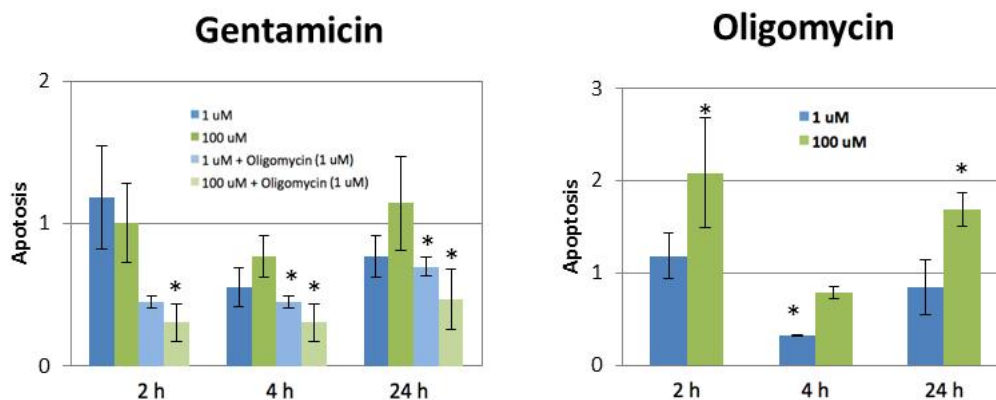 Gentamicin
2
1 uM
100 uM
1 uM + Oligomycin (1 uM)
100 uM + Oligomycin (1 uM)
Apotosis
1
*
*
*
*
*
0
2 h
4 h
24 h
Oligomycin
3
1 uM
100 uM
*
*
2
Apoptosis
1
*
0
2 h
4 h
24 h